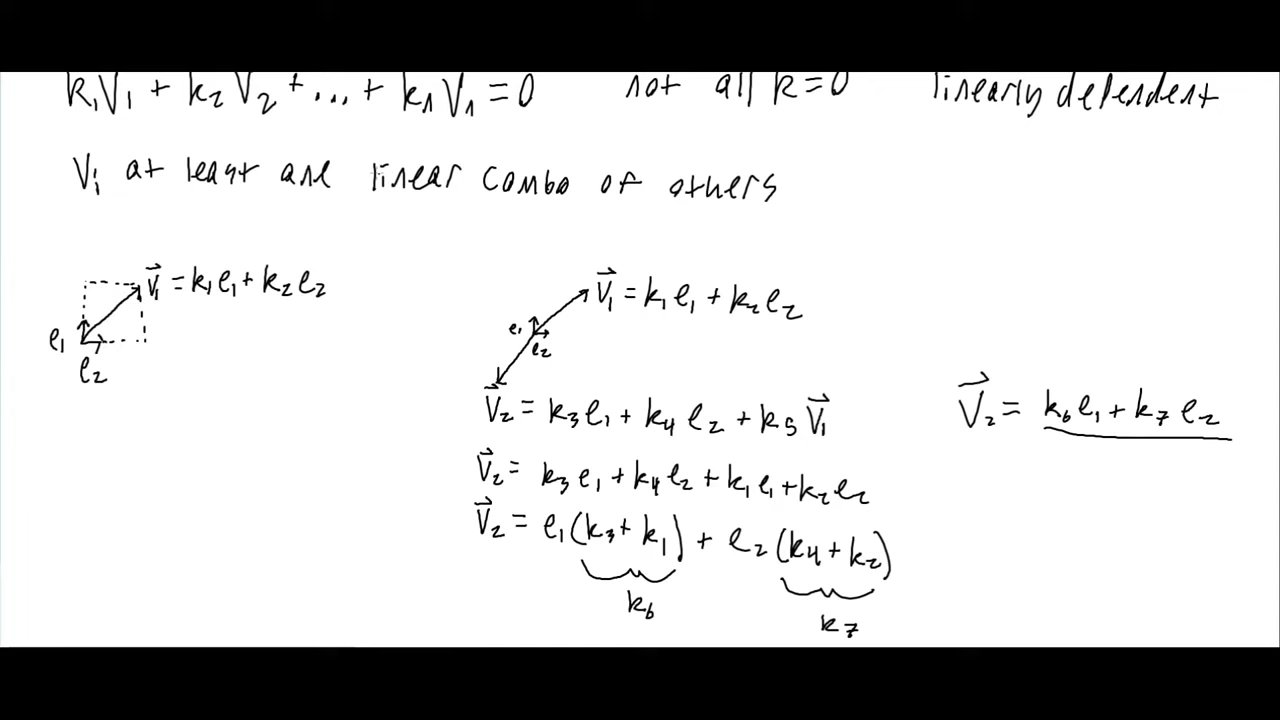 k₁V₁ + k₂V₂ + ... + k₁V₁ = 0 not all k=0 linearly dependent
Vᵢ at least one linear combo of others
V⃗₁ = k₁e₁ + k₂e₂
e₁
e₂
V⃗₁ = k₁e₁ + k₂e₂
e₁
e₂
V⃗₂ = k₃e₁ + k₄e₂ + k₅V⃗₁
V⃗₂ = k₆e₁ + k₇e₂
V⃗₂ = k₃e₁ + k₄e₂ + k₁e₁ + k₂e₂
V⃗₂ = e₁(k₃ + k₁) + e₂(k₄ + k₂)
k₆
k₇